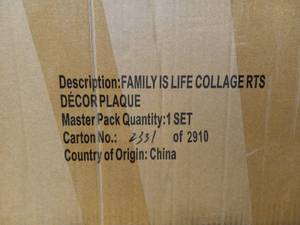 Description:FAMILY IS LIFE COLLAGE RTS
DÉCOR PLAQUE
Master Pack Quantity:1 SET
Carton No.: 2331 of 2910
Country of Origin: China